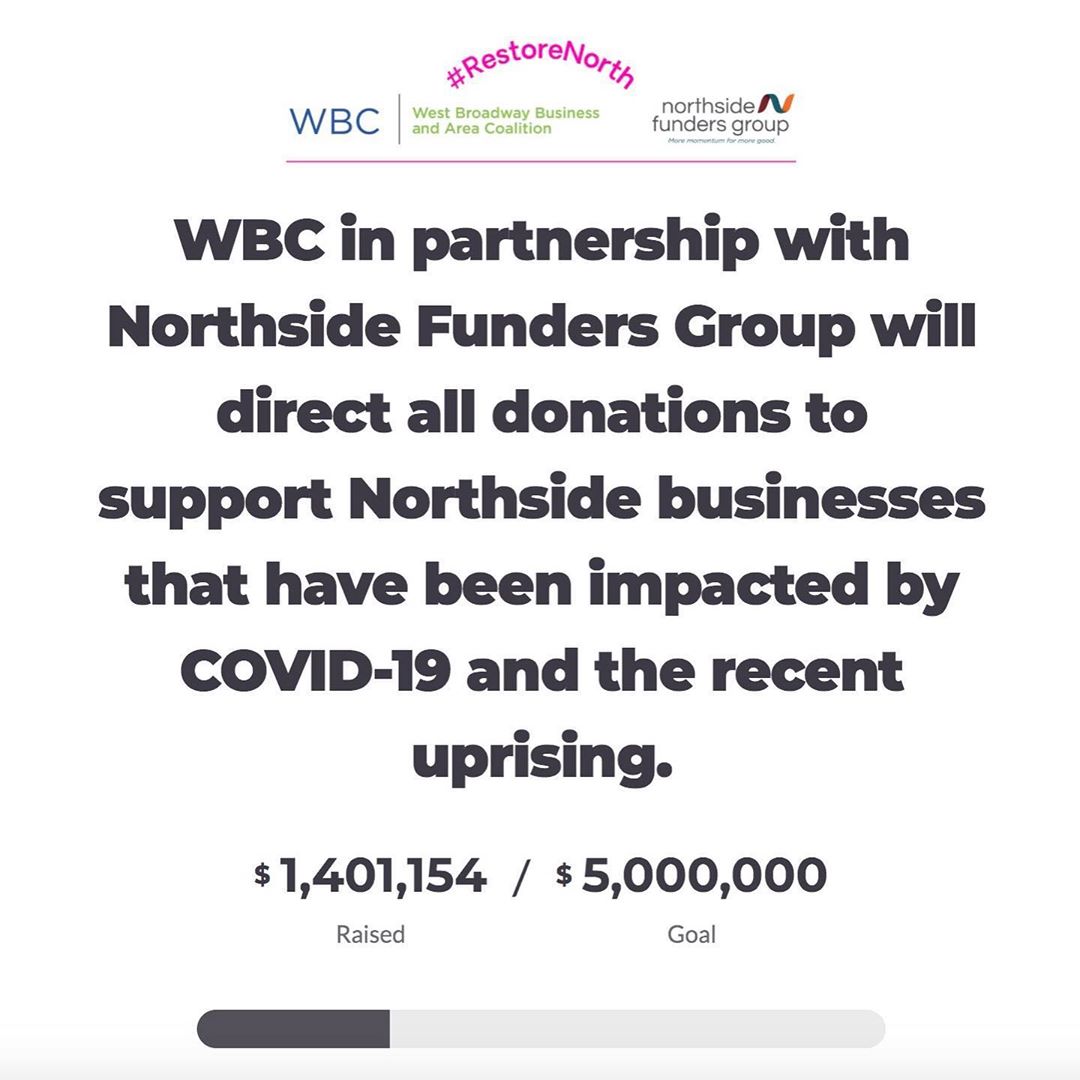 #RestoreNorth
WBC
West Broadway Business
and Area Coalition
northside
funders group
More momentum for more good.
WBC in partnership with
Northside Funders Group will
direct all donations to
support Northside businesses
that have been impacted by
COVID-19 and the recent
uprising.
$ 1,401,154 / $ 5,000,000
Raised Goal